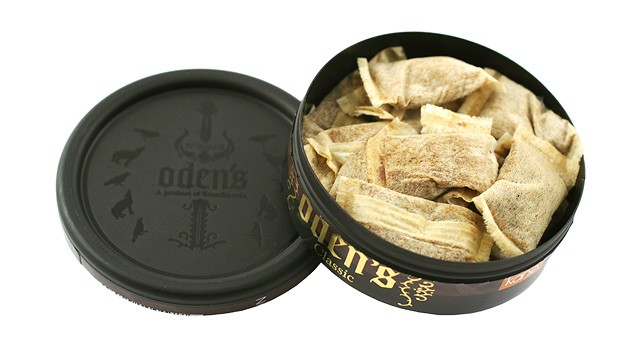 oden's
A product of Scandinavia
oden's
Classic